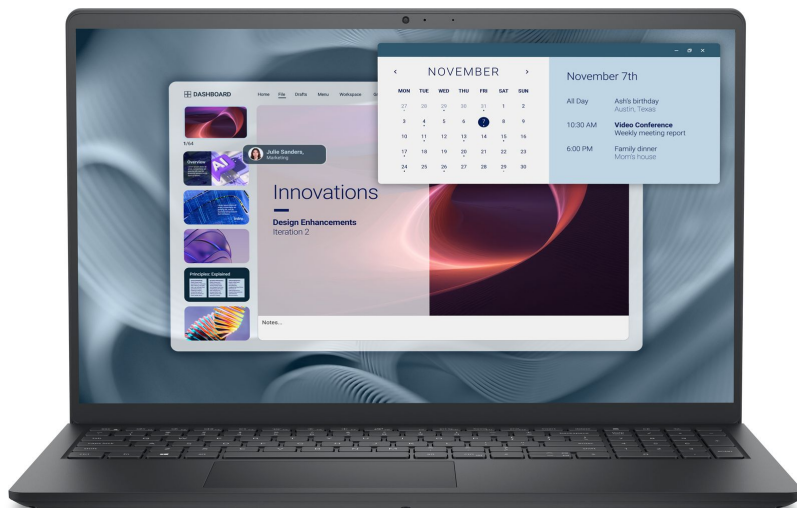 DASHBOARD
Home File Drafts Menu Workspace
1/64
Overview
AI
Julie Sanders,
Marketing
Innovations
Design Enhancements
Iteration 2
Principles: Explained
Notes...
NOVEMBER
MON TUE WED THU FRI SAT SUN
27 28 29 30 31 1 2
3 4 5 6 7 8 9
10 11 12 13 14 15 16
17 18 19 20 21 22 23
24 25 26 27 28 29 30
November 7th
All Day Ash's birthday
Austin, Texas
10:30 AM Video Conference
Weekly meeting report
6:00 PM Family dinner
Mom's house